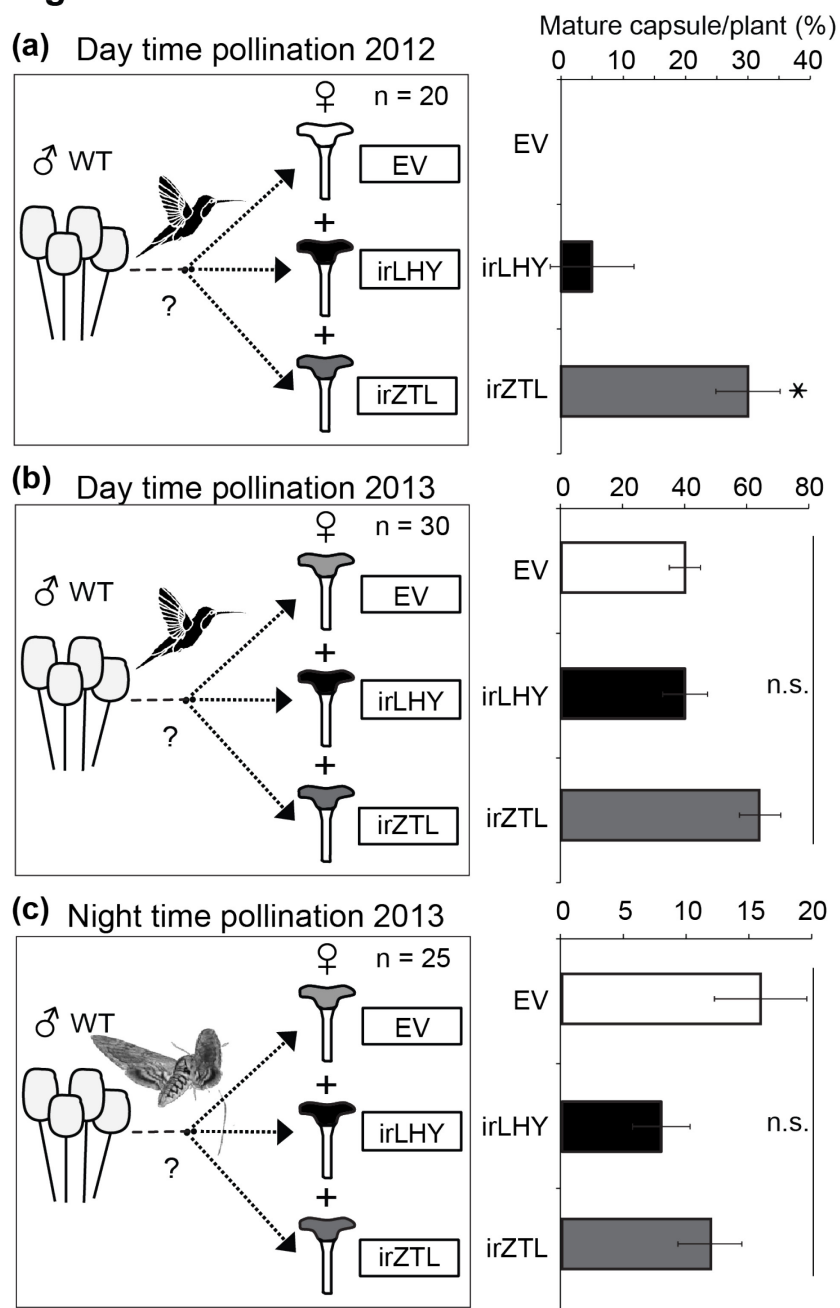 (a) Day time pollination 2012
♀ n = 20
♂ WT
EV
+
irLHY
?
+
irZTL
Mature capsule/plant (%)
0 10 20 30 40
EV
irLHY
irZTL *
(b) Day time pollination 2013
♀ n = 30
♂ WT
EV
+
irLHY
?
+
irZTL
0 20 40 60 80
EV
irLHY n.s.
irZTL
(c) Night time pollination 2013
♀ n = 25
♂ WT
EV
+
irLHY
?
+
irZTL
0 5 10 15 20
EV
irLHY n.s.
irZTL